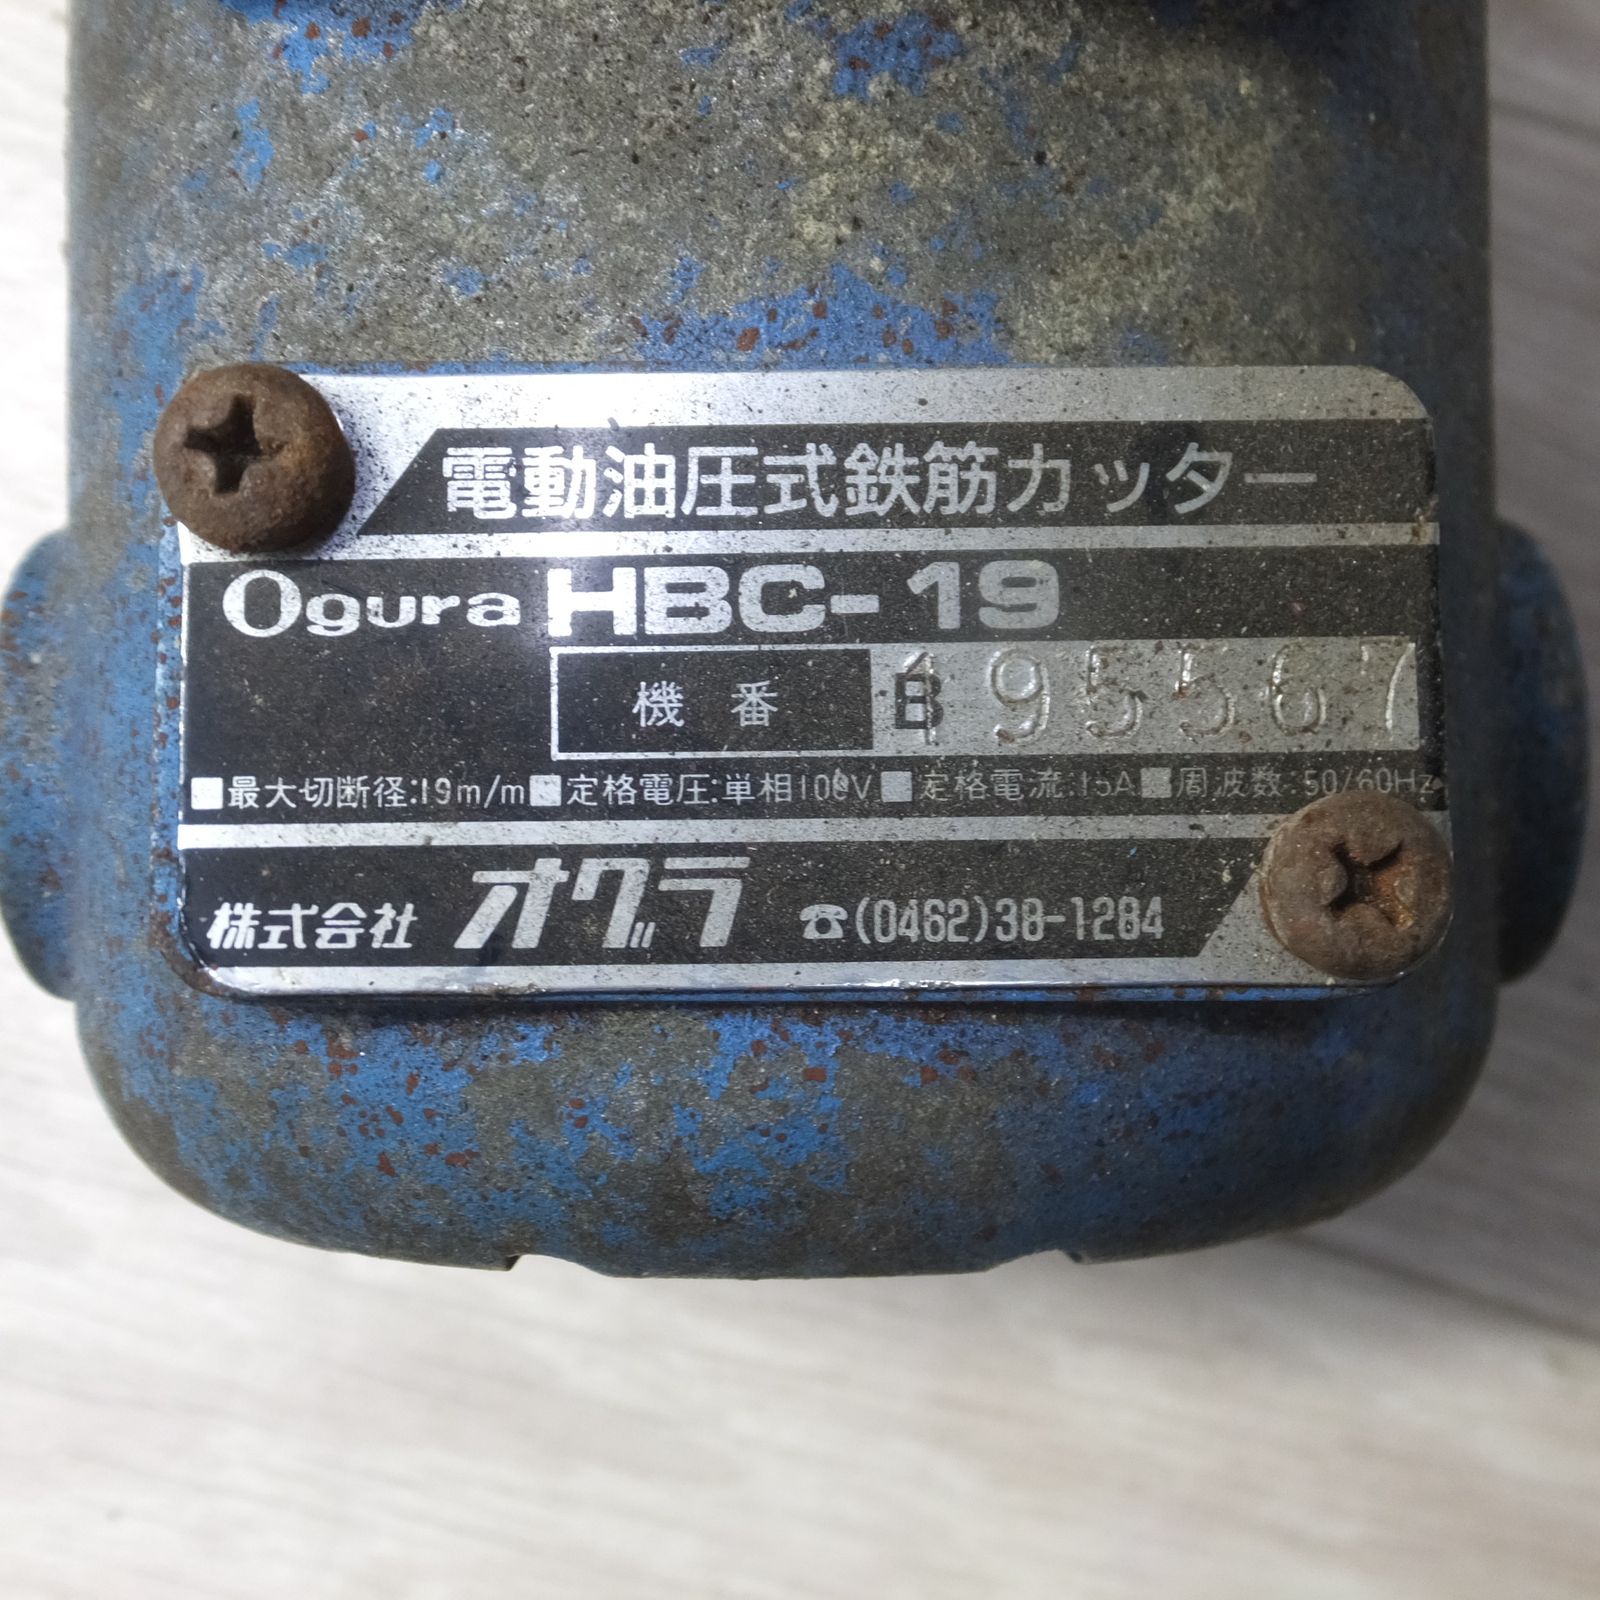 電動油圧式鉄筋カッター
Ogura HBC-19
機番 95567
■最大切断径:19m/m ■定格電圧:単相100V ■定格電流:15A ■周波数:50/60Hz
株式会社 オグラ ☎(0462)38-1284